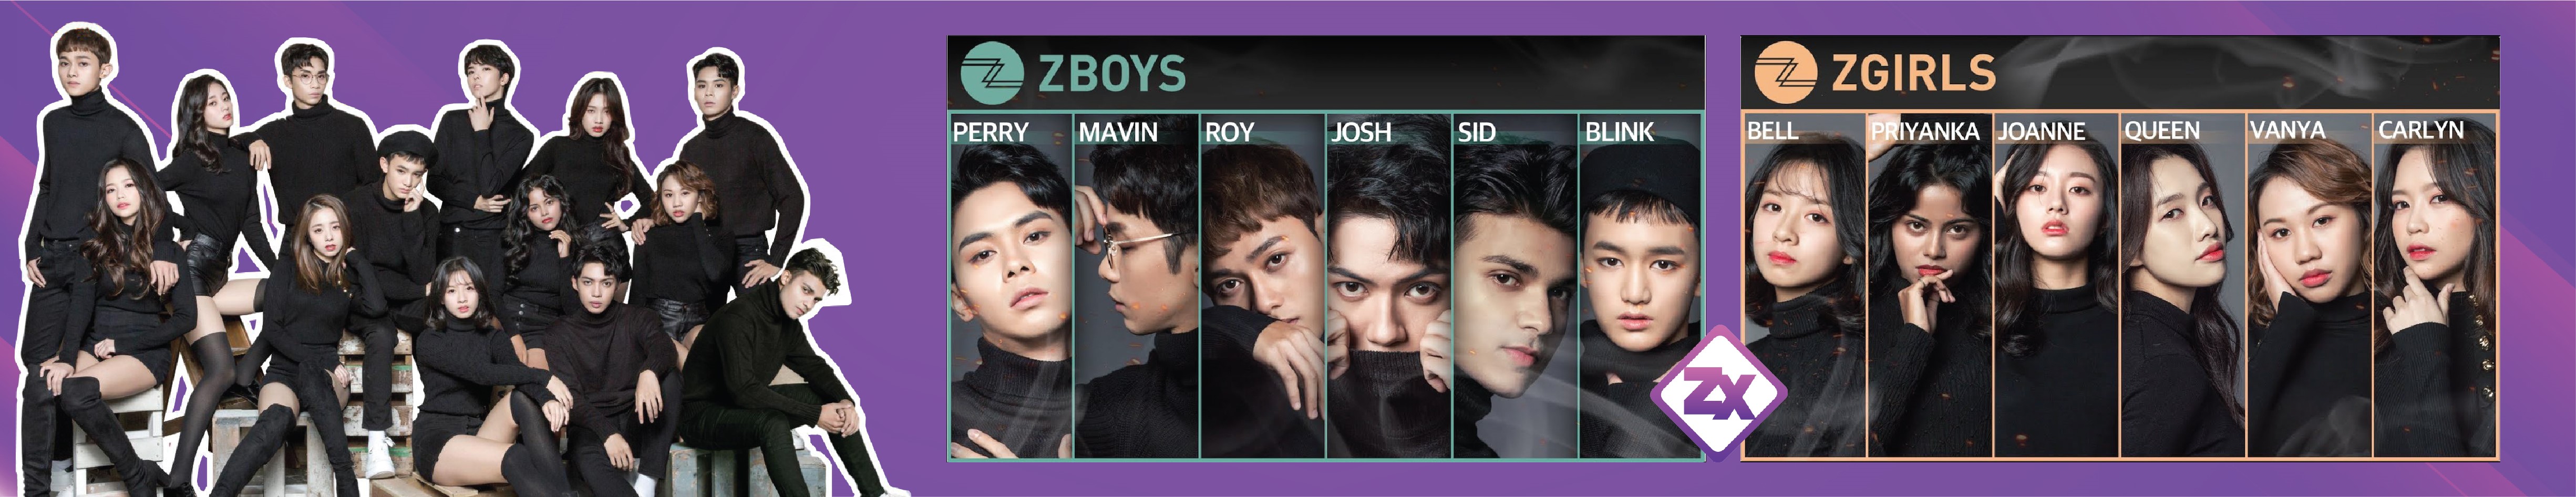 ZBOYS
PERRY MAVIN ROY JOSH SID BLINK
ZGIRLS
BELL PRIYANKA JOANNE QUEEN VANYA CARLYN
ZX